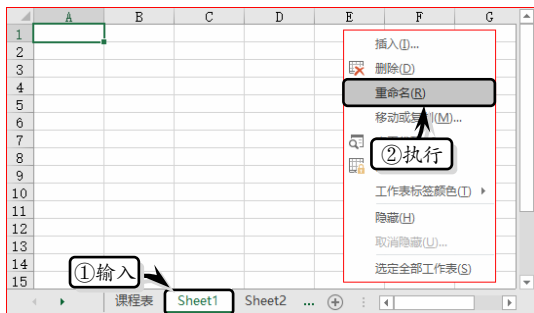 A B C D E F G
1
2
3
4
5
6
7
8
9
10
11
12
13
14
15
插入(I)...
删除(D)
重命名(R)
移动或复制(M)...
②执行
工作表标签颜色(T)
隐藏(H)
取消隐藏(U)...
选定全部工作表(S)
①输入
课程表 Sheet1 Sheet2 ...